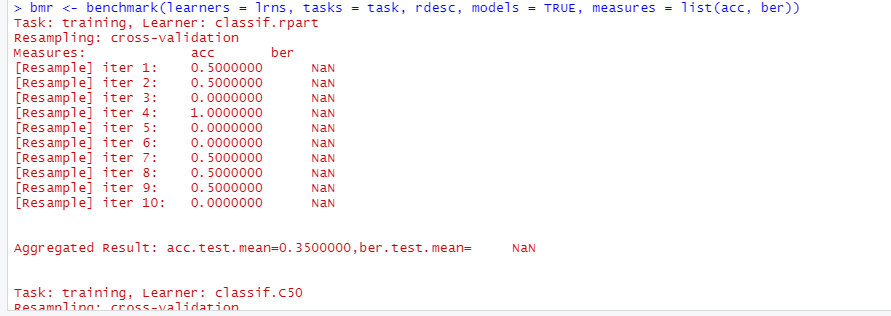 > bmr <- benchmark(learners = lrns, tasks = task, rdesc, models = TRUE, measures = list(acc, ber))
Task: training, Learner: classif.rpart
Resampling: cross-validation
Measures:             acc       ber
[Resample] iter 1:    0.5000000      NaN
[Resample] iter 2:    0.5000000      NaN
[Resample] iter 3:    0.0000000      NaN
[Resample] iter 4:    1.0000000      NaN
[Resample] iter 5:    0.0000000      NaN
[Resample] iter 6:    0.0000000      NaN
[Resample] iter 7:    0.5000000      NaN
[Resample] iter 8:    0.5000000      NaN
[Resample] iter 9:    0.5000000      NaN
[Resample] iter 10:   0.0000000      NaN
Aggregated Result: acc.test.mean=0.3500000,ber.test.mean=     NaN
Task: training, Learner: classif.C50
Resampling: cross-validation